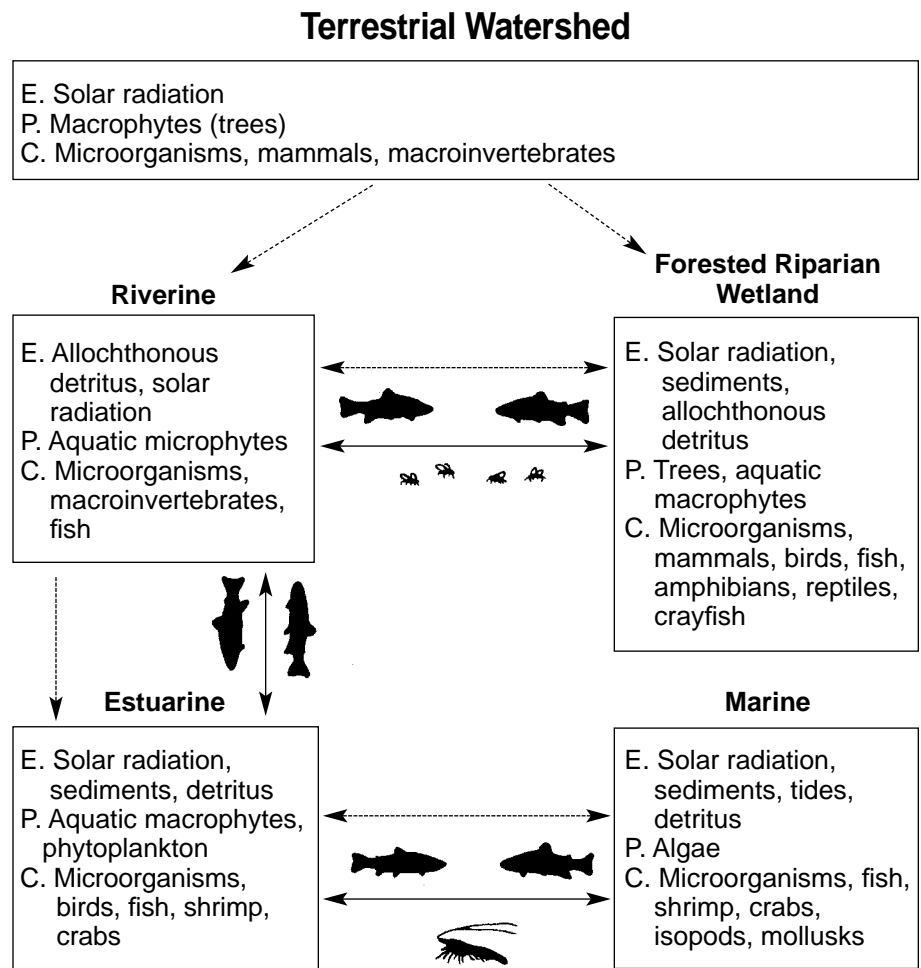 Terrestrial Watershed
E. Solar radiation
P. Macrophytes (trees)
C. Microorganisms, mammals, macroinvertebrates
Riverine
E. Allochthonous
detritus, solar
radiation
P. Aquatic microphytes
C. Microorganisms,
macroinvertebrates,
fish
Forested Riparian
Wetland
E. Solar radiation,
sediments,
allochthonous
detritus
P. Trees, aquatic
macrophytes
C. Microorganisms,
mammals, birds, fish,
amphibians, reptiles,
crayfish
Estuarine
E. Solar radiation,
sediments, detritus
P. Aquatic macrophytes,
phytoplankton
C. Microorganisms,
birds, fish, shrimp,
crabs
Marine
E. Solar radiation,
sediments, tides,
detritus
P. Algae
C. Microorganisms, fish,
shrimp, crabs,
isopods, mollusks